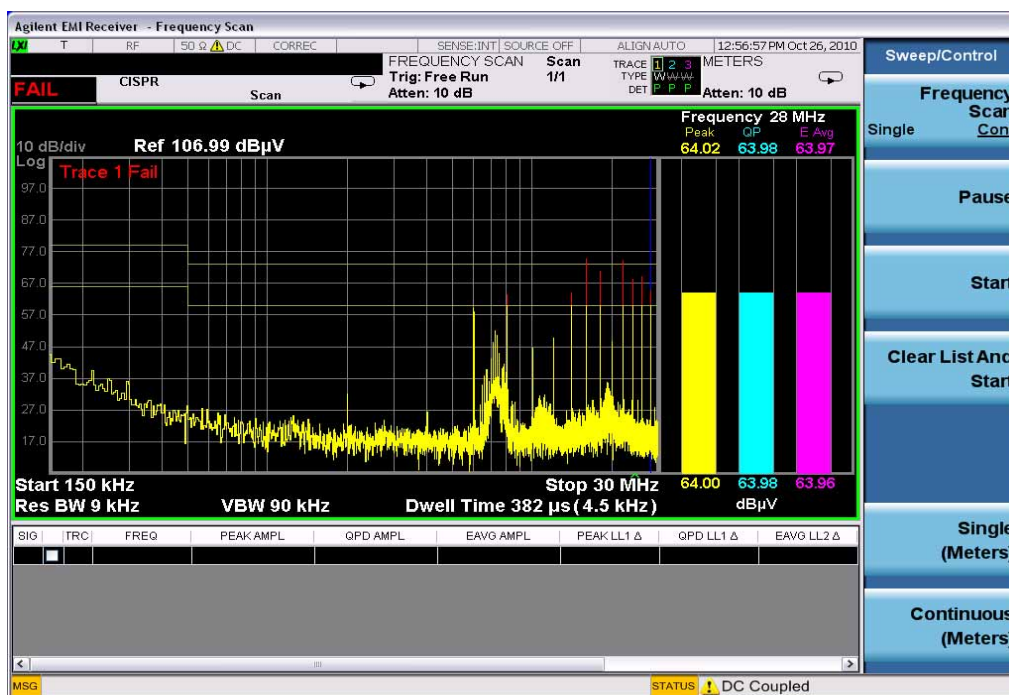 Agilent EMI Receiver - Frequency Scan
LXI T RF 50 Ω DC CORREC SENSE:INT SOURCE OFF ALIGN AUTO 12:56:57 PM Oct 26, 2010
FREQUENCY SCAN Scan TRACE 1 2 3 METERS
CISPR Trig: Free Run 1/1 TYPE W W W
FAIL Scan Atten: 10 dB DET P P P Atten: 10 dB
Frequency 28 MHz
Peak QP E Avg
10 dB/div Ref 106.99 dBµV 64.02 63.98 63.97
Log
Trace 1 Fail
97.0
87.0
77.0
67.0
57.0
47.0
37.0
27.0
17.0
Start 150 kHz Stop 30 MHz 64.00 63.98 63.96
Res BW 9 kHz VBW 90 kHz Dwell Time 382 µs (4.5 kHz) dBµV
SIG TRC FREQ PEAK AMPL QPD AMPL EAVG AMPL PEAK LL1 Δ QPD LL1 Δ EAVG LL2 Δ
MSG STATUS ! DC Coupled
Sweep/Control
Frequency
Scan
Single Con
Pause
Start
Clear List And
Start
Single
(Meters)
Continuous
(Meters)